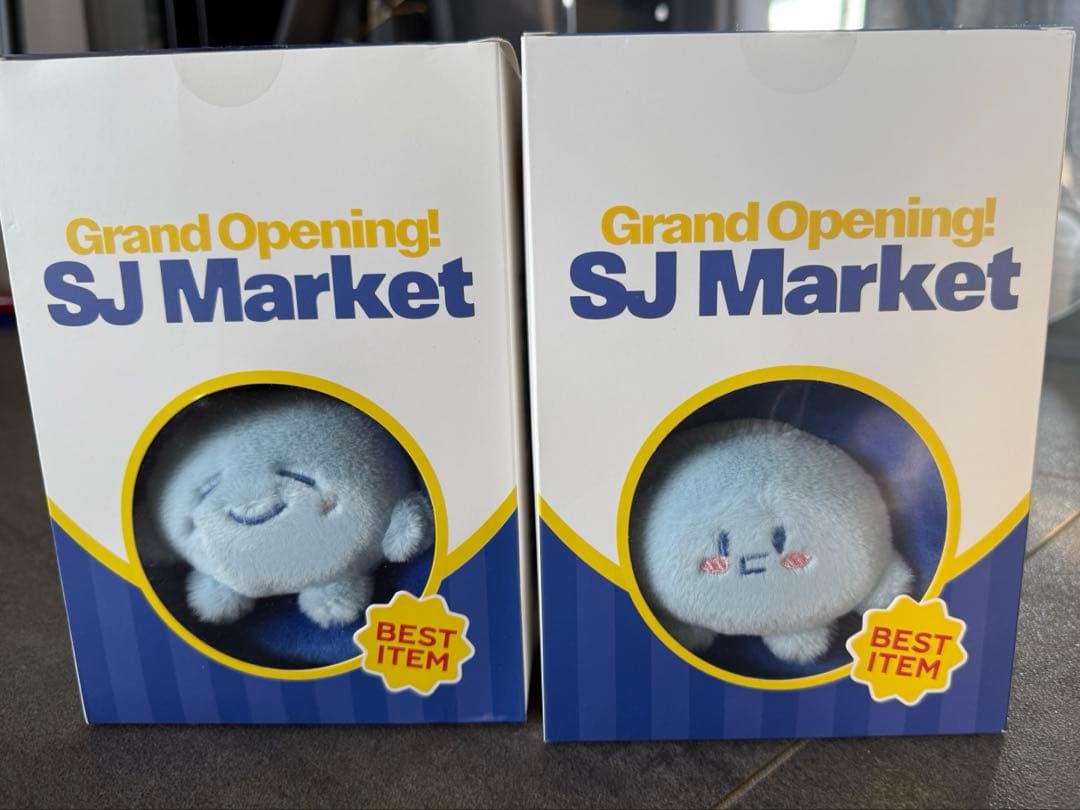 Grand Opening!
SJ Market
BEST
ITEM
Grand Opening!
SJ Market
BEST
ITEM